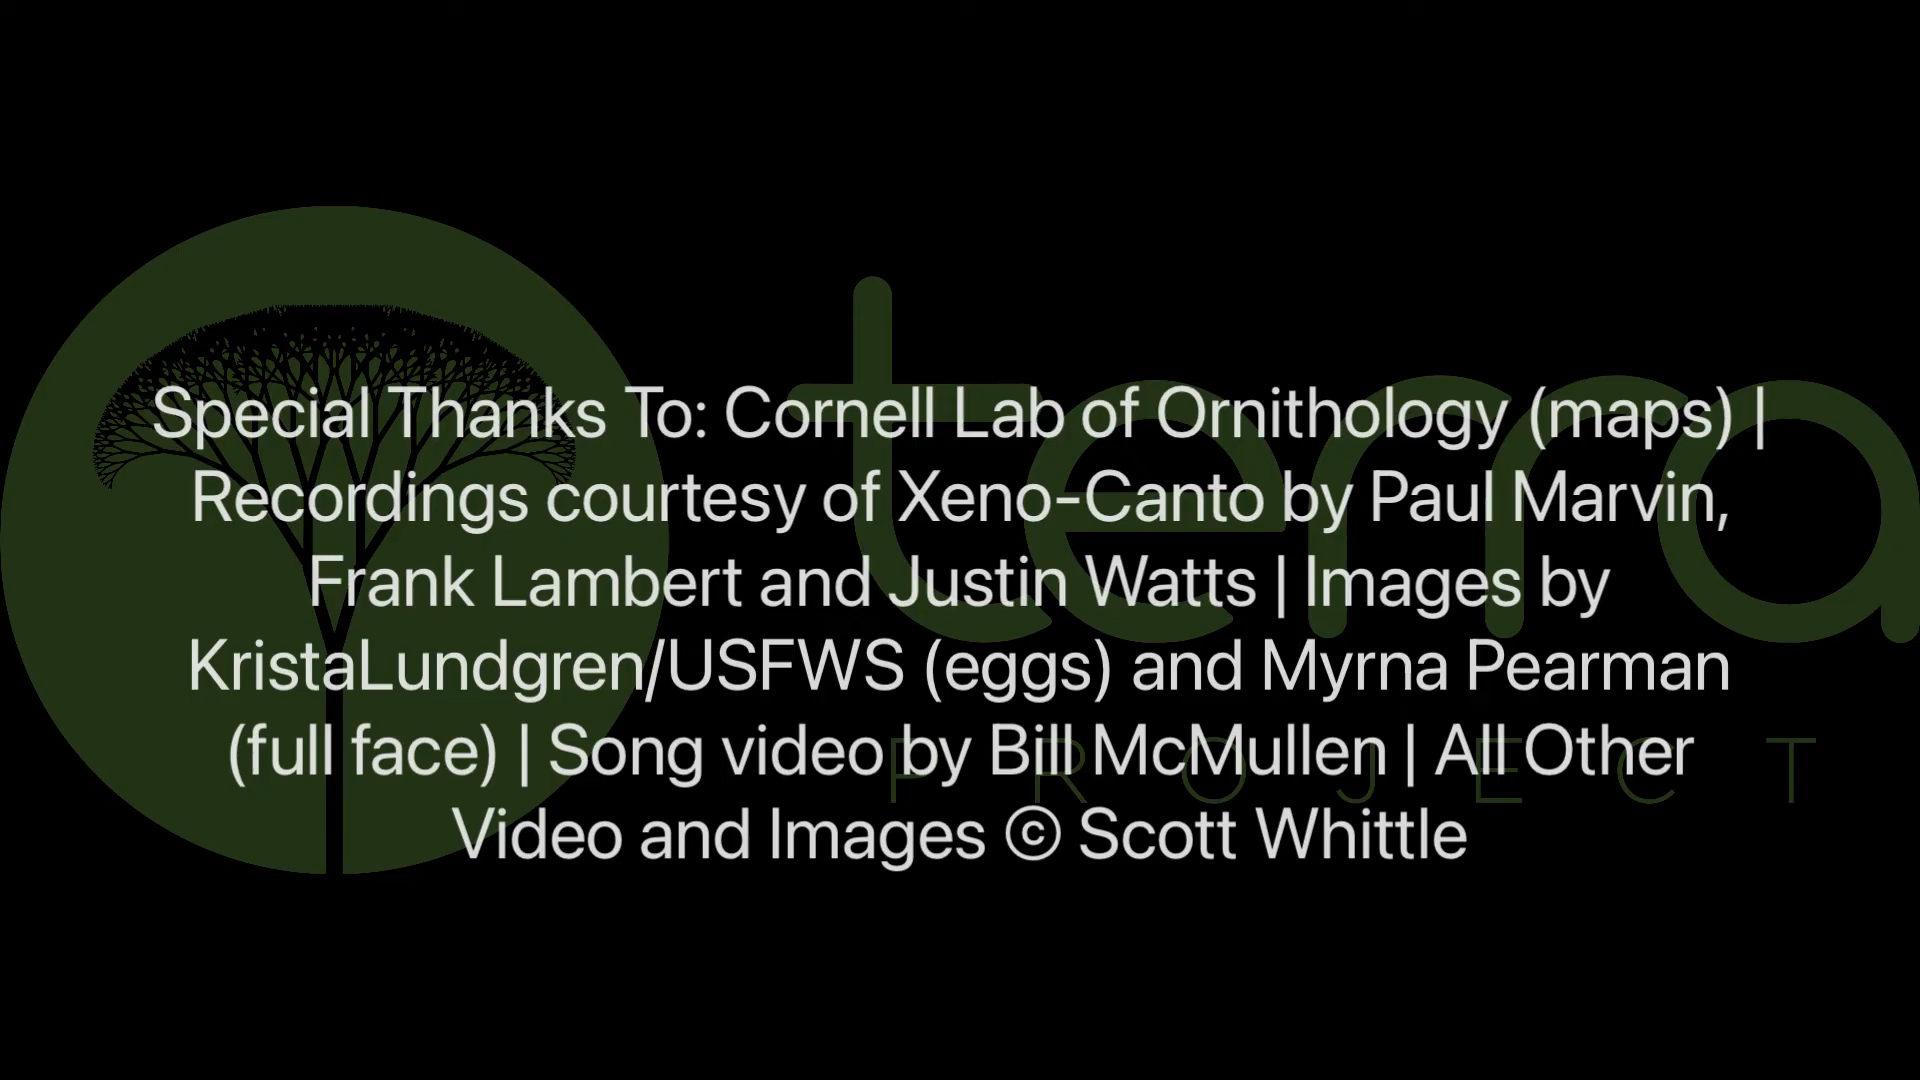 terra
PROJECT
Special Thanks To: Cornell Lab of Ornithology (maps) |
Recordings courtesy of Xeno-Canto by Paul Marvin,
Frank Lambert and Justin Watts | Images by
KristaLundgren/USFWS (eggs) and Myrna Pearman
(full face) | Song video by Bill McMullen | All Other
Video and Images © Scott Whittle